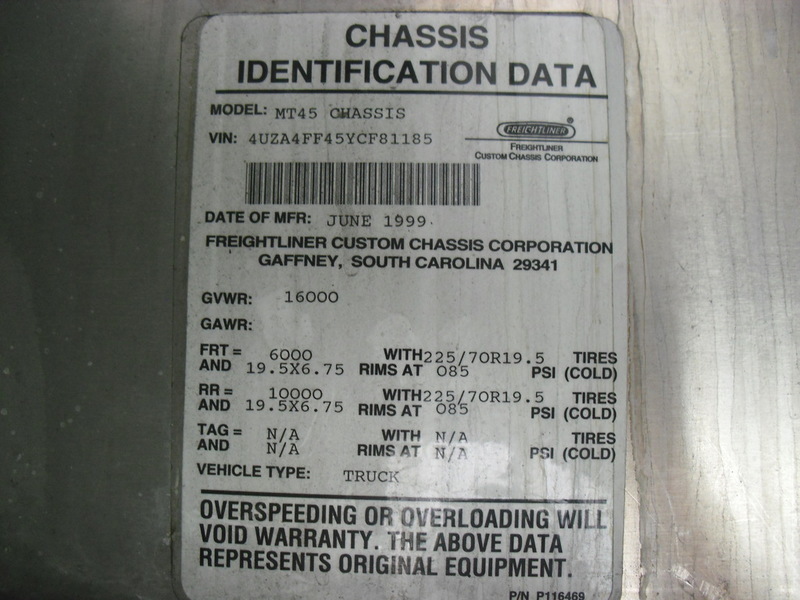 CHASSIS
IDENTIFICATION DATA
MODEL: MT45 CHASSIS
VIN: 4UZA4FF45YCF81185
FREIGHTLINER
FREIGHTLINER
CUSTOM CHASSIS CORPORATION
DATE OF MFR: JUNE 1999.
FREIGHTLINER CUSTOM CHASSIS CORPORATION
GAFFNEY, SOUTH CAROLINA 29341
GVWR: 16000
GAWR:
FRT = 6000 WITH 225/70R19.5 TIRES
AND 19.5X6.75 RIMS AT 085 PSI (COLD)
RR = 10000 WITH 225/70R19.5 TIRES
AND 19.5X6.75 RIMS AT 085 PSI (COLD)
TAG = N/A WITH N/A TIRES
AND N/A RIMS AT N/A PSI (COLD)
VEHICLE TYPE: TRUCK
OVERSPEEDING OR OVERLOADING WILL
VOID WARRANTY. THE ABOVE DATA
REPRESENTS ORIGINAL EQUIPMENT.
P/N P116469